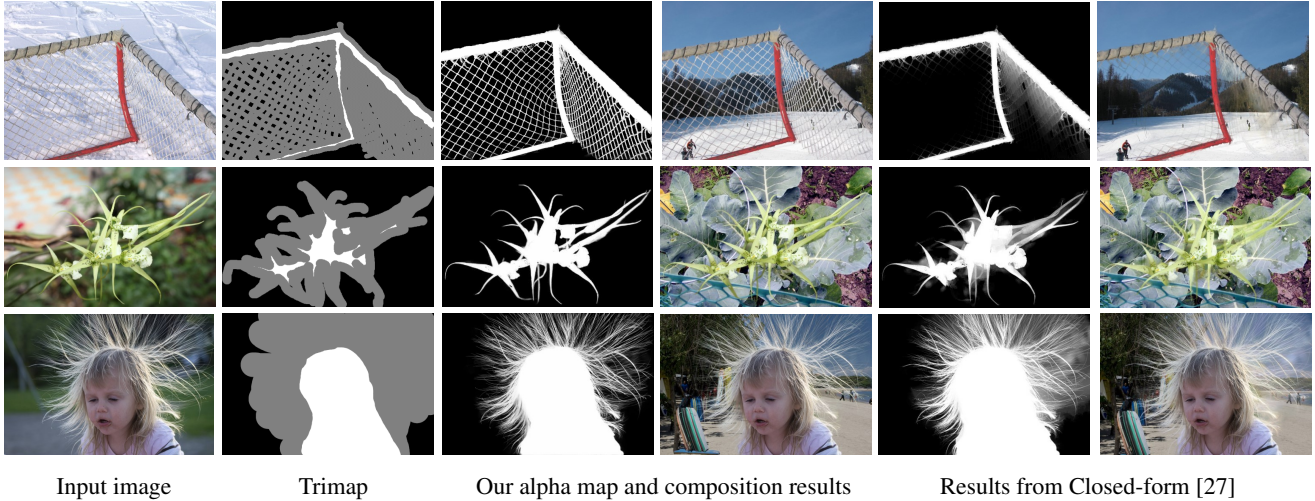 Input image Trimap Our alpha map and composition results Results from Closed-form [27]